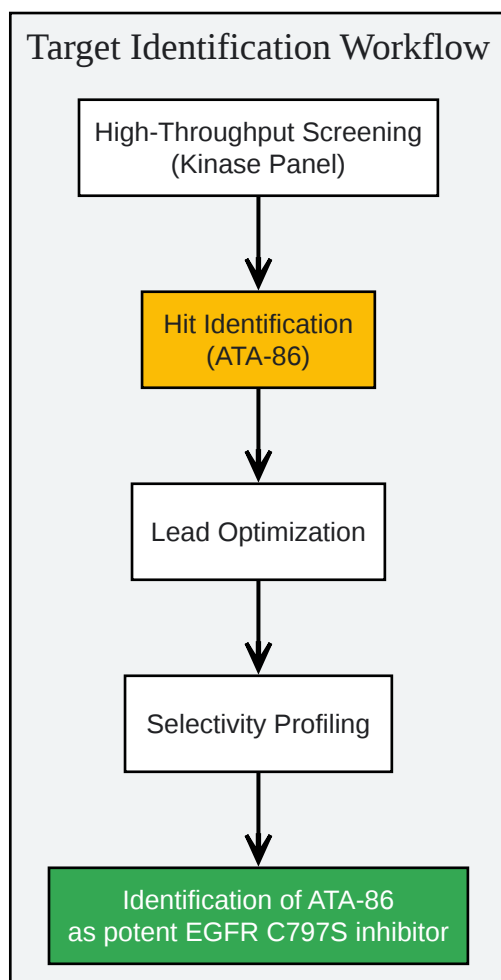 Target Identification Workflow
High-Throughput Screening
(Kinase Panel)
Hit Identification
(ATA-86)
Lead Optimization
Selectivity Profiling
Identification of ATA-86
as potent EGFR C797S inhibitor